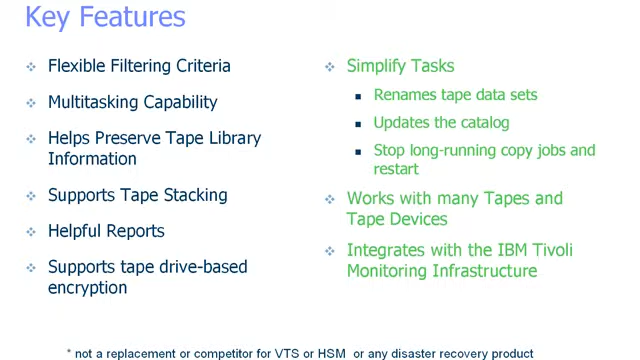 Key Features
Flexible Filtering Criteria
Multitasking Capability
Helps Preserve Tape Library
Information
Supports Tape Stacking
Helpful Reports
Supports tape drive-based
encryption
Simplify Tasks
Renames tape data sets
Updates the catalog
Stop long-running copy jobs and
restart
Works with many Tapes and
Tape Devices
Integrates with the IBM Tivoli
Monitoring Infrastructure
* not a replacement or competitor for VTS or HSM or any disaster recovery product